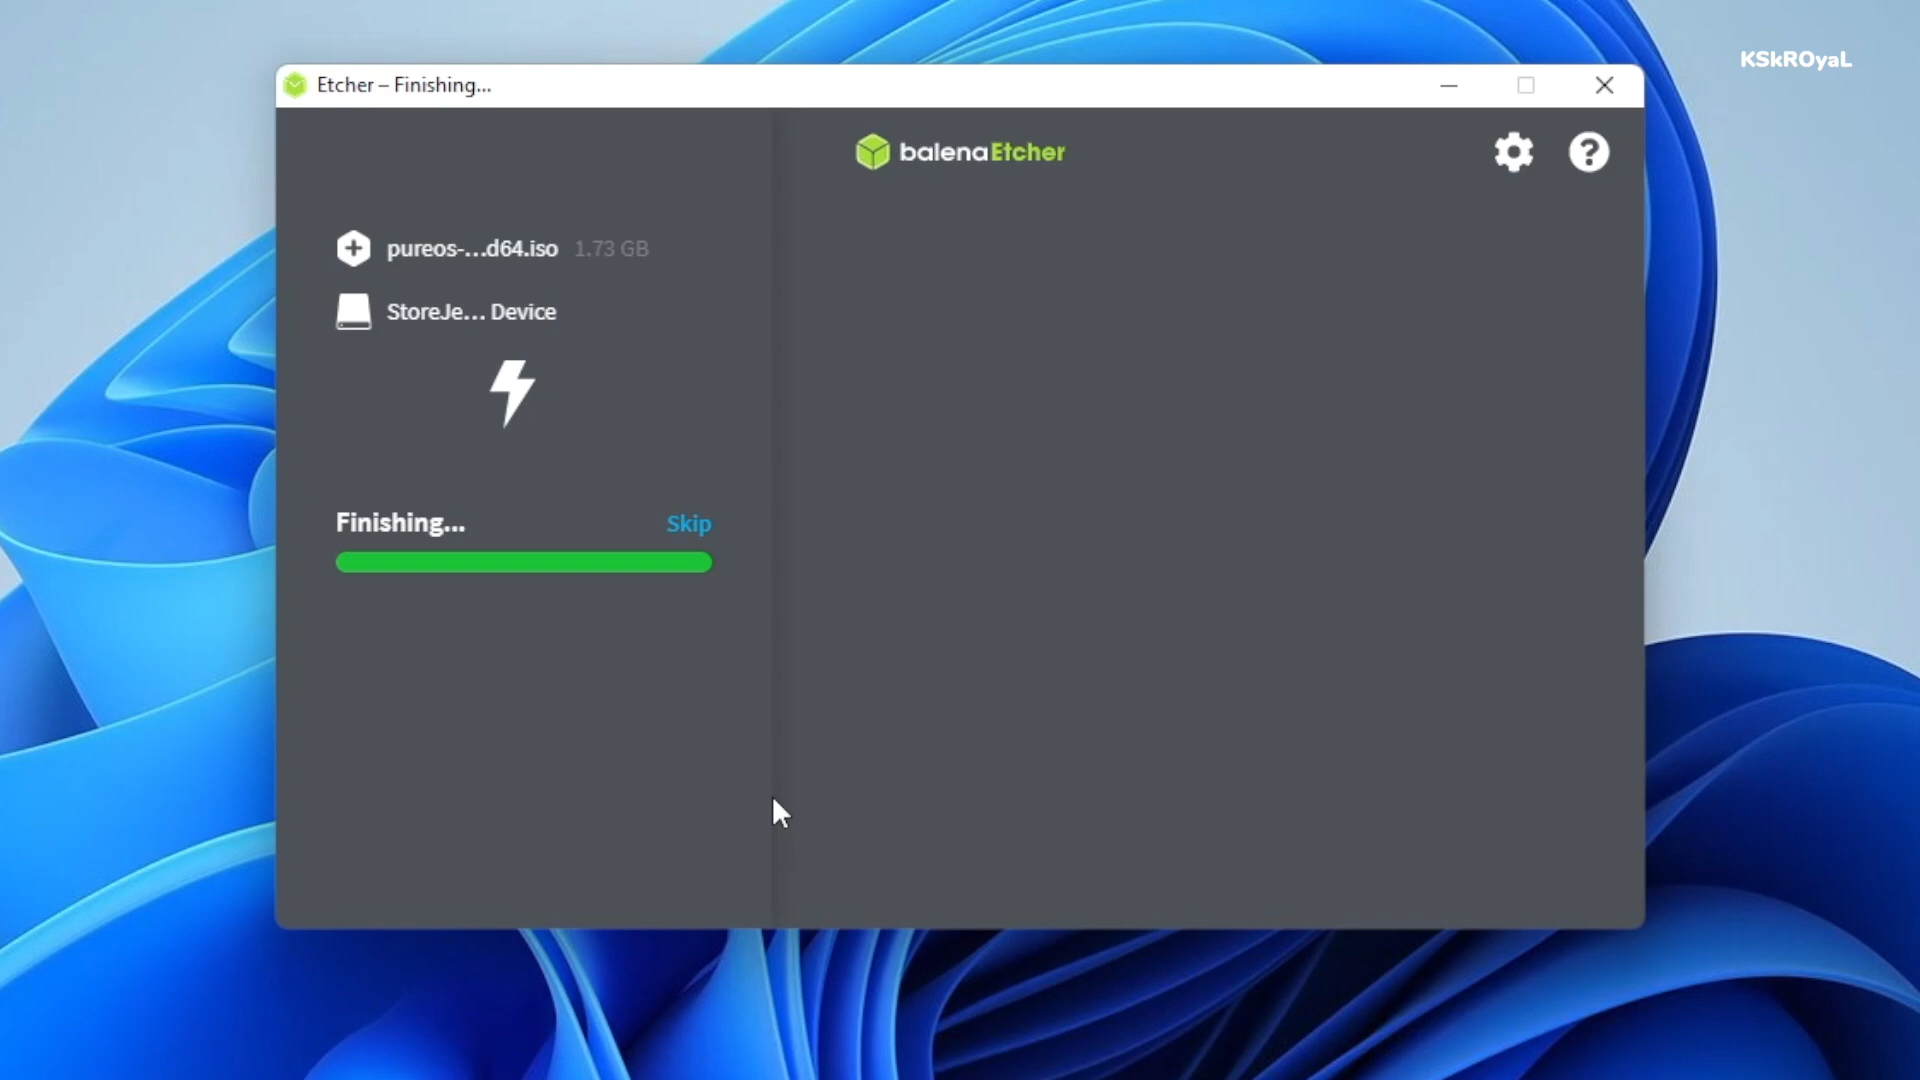 Etcher – Finishing...
KSkROyaL
balenaEtcher
pureos-...d64.iso 1.73 GB
StoreJe... Device
Finishing... Skip